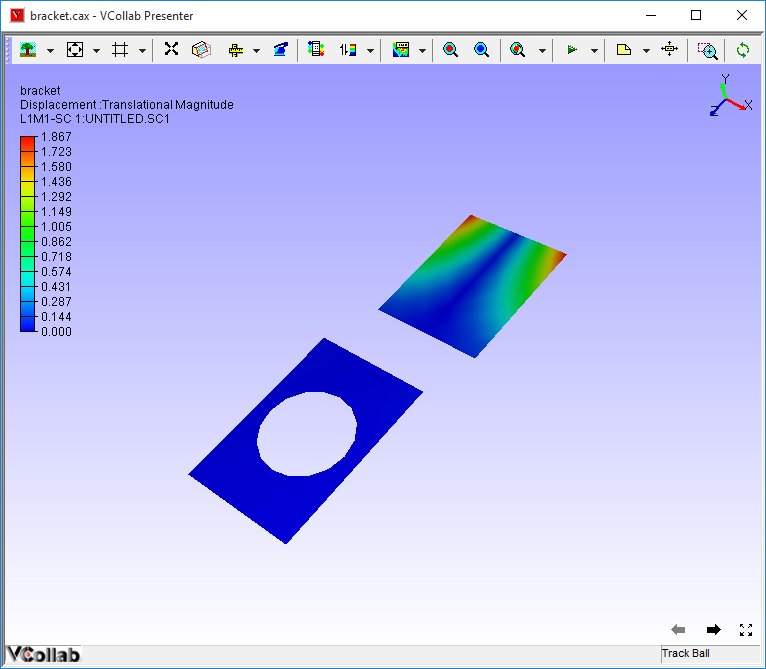 bracket.cax - VCollab Presenter
bracket
Displacement :Translational Magnitude
L1M1-SC 1:UNTITLED.SC1
1.867
1.723
1.580
1.436
1.292
1.149
1.005
0.862
0.718
0.574
0.431
0.287
0.144
0.000
Y
X
Z
VCollab
Track Ball